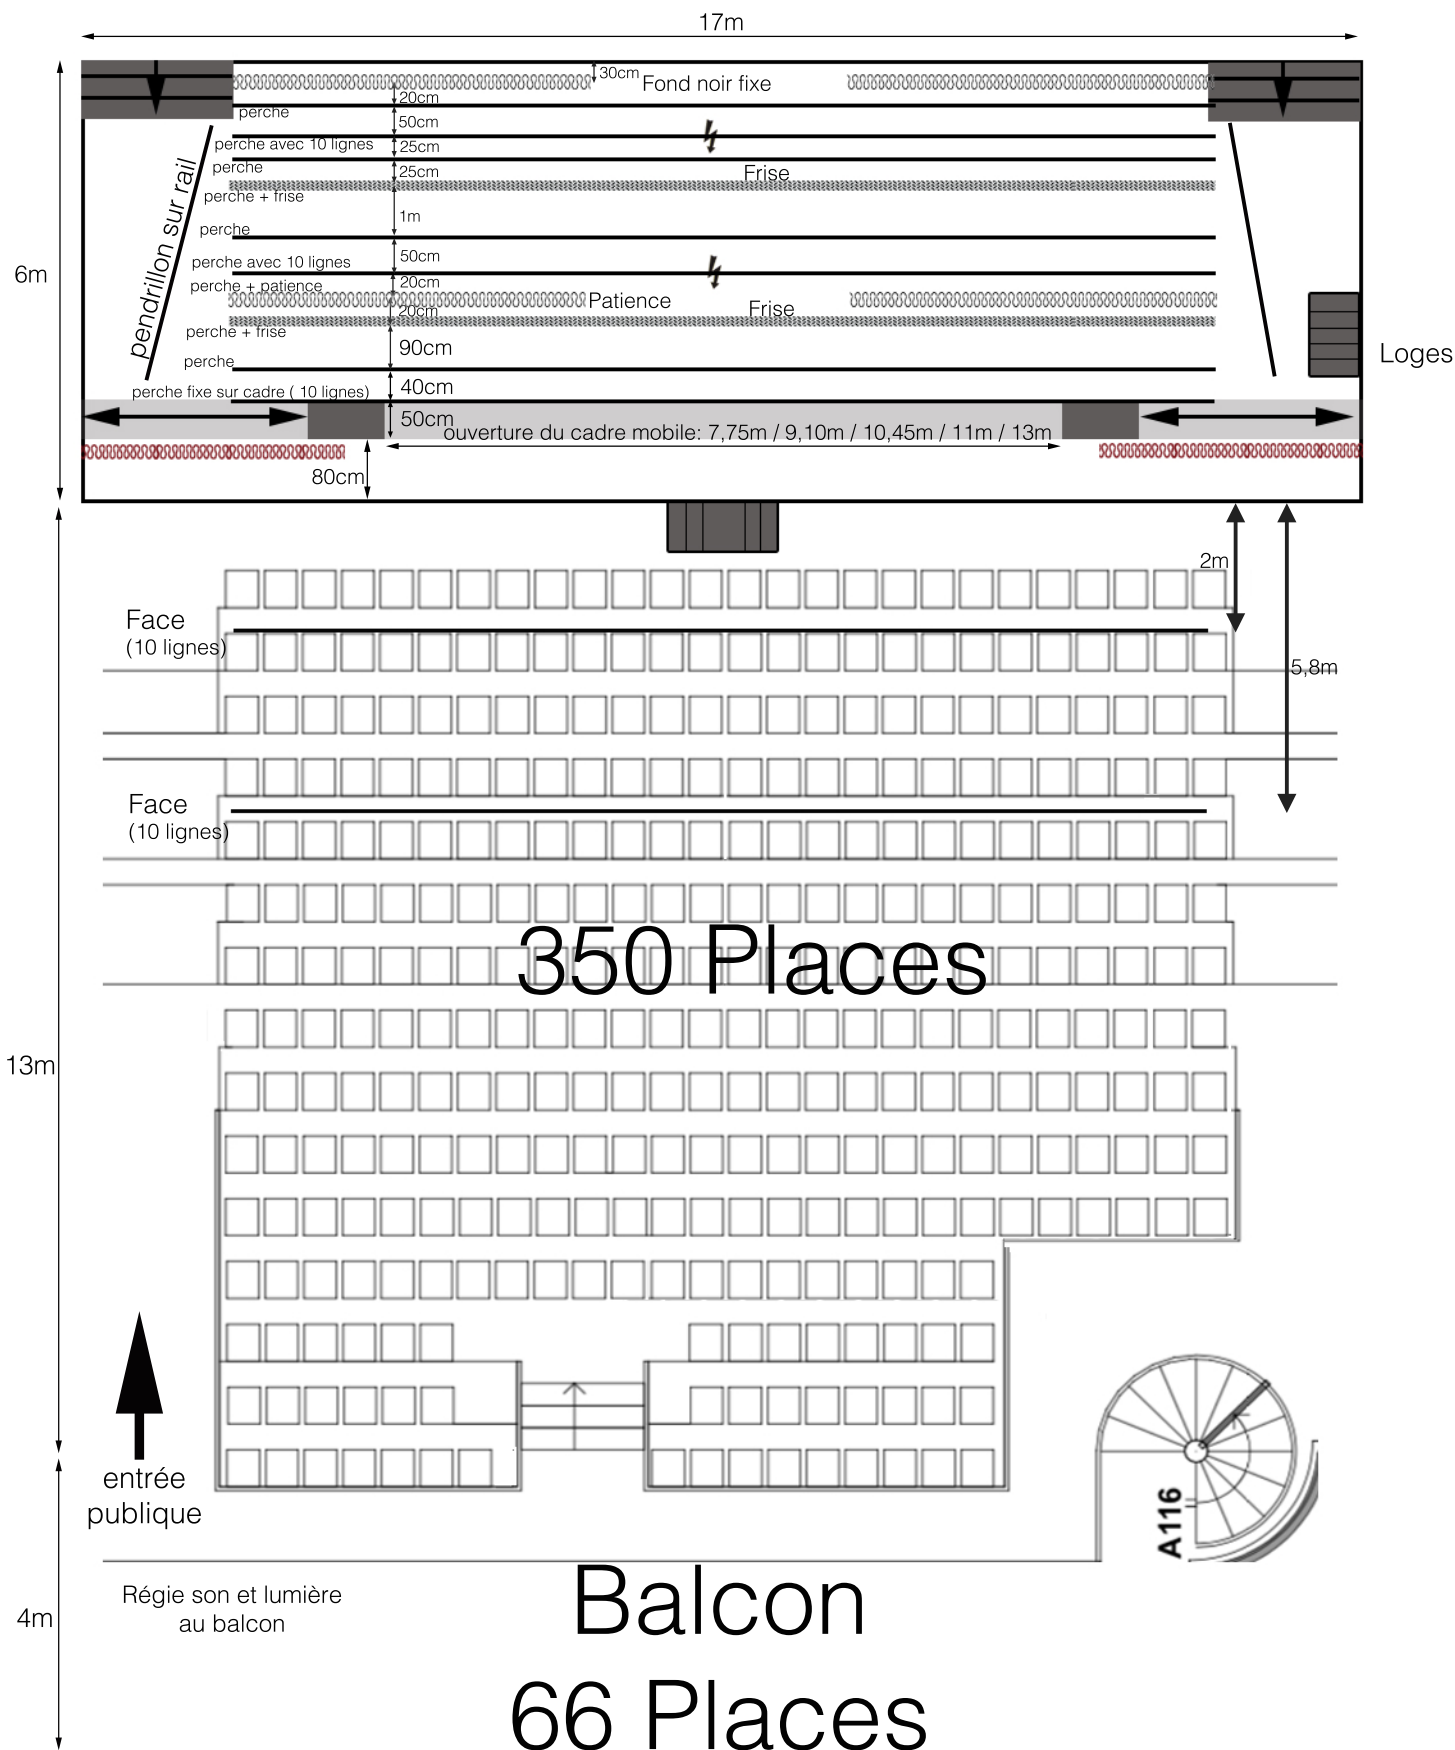 17m
30cm
Fond noir fixe
20cm
perche
50cm
perche avec 10 lignes
25cm
perche
25cm
Frise
perche + frise
1m
perche
50cm
perche avec 10 lignes
20cm
perche + patience
Patience
20cm
Frise
perche + frise
90cm
perche
40cm
perche fixe sur cadre ( 10 lignes)
50cm
ouverture du cadre mobile: 7,75m / 9,10m / 10,45m / 11m / 13m
80cm
pendrillon sur rail
6m
Loges
2m
Face
(10 lignes)
5,8m
Face
(10 lignes)
350 Places
13m
entrée
publique
A116
Régie son et lumière
au balcon
4m
Balcon
66 Places